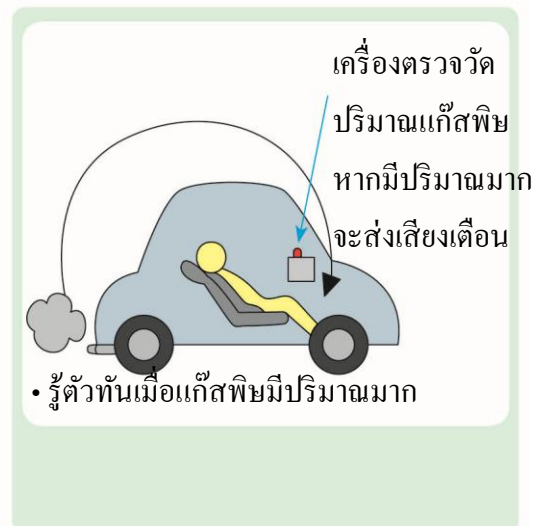 เครื่องตรวจวัด
ปริมาณแก๊สพิษ
หากมีปริมาณมาก
จะส่งเสียงเตือน
• รู้ตัวทันเมื่อแก๊สพิษมีปริมาณมาก